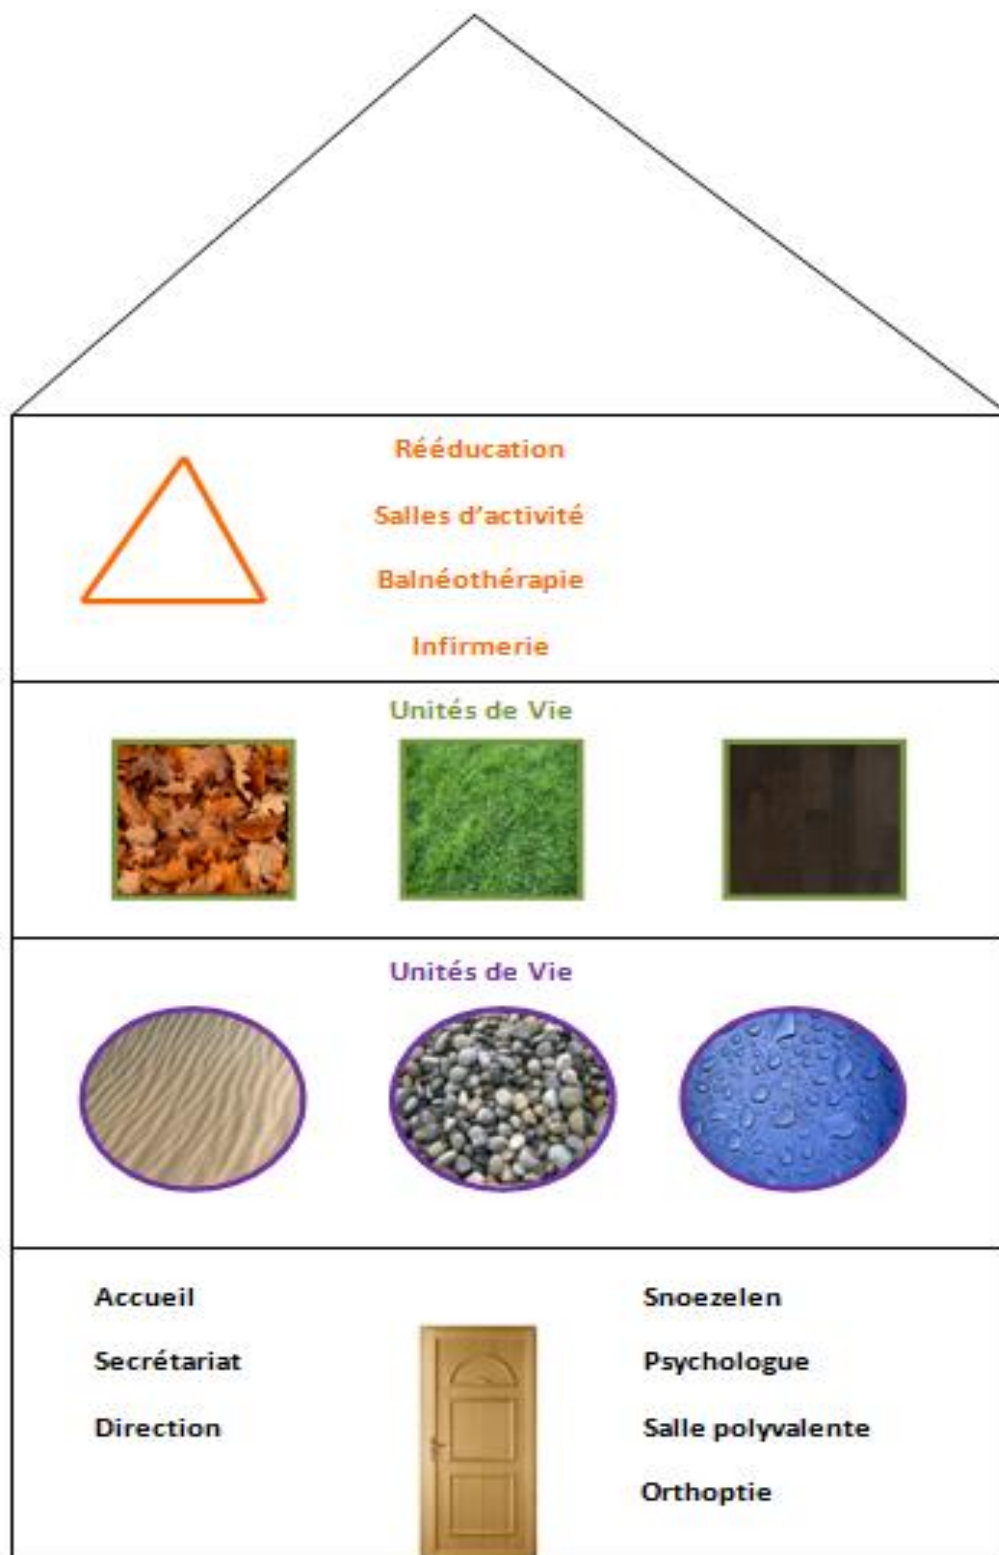 Rééducation
Salles d’activité
Balnéothérapie
Infirmerie
Unités de Vie
Unités de Vie
Accueil
Secrétariat
Direction
Snoezelen
Psychologue
Salle polyvalente
Orthoptie